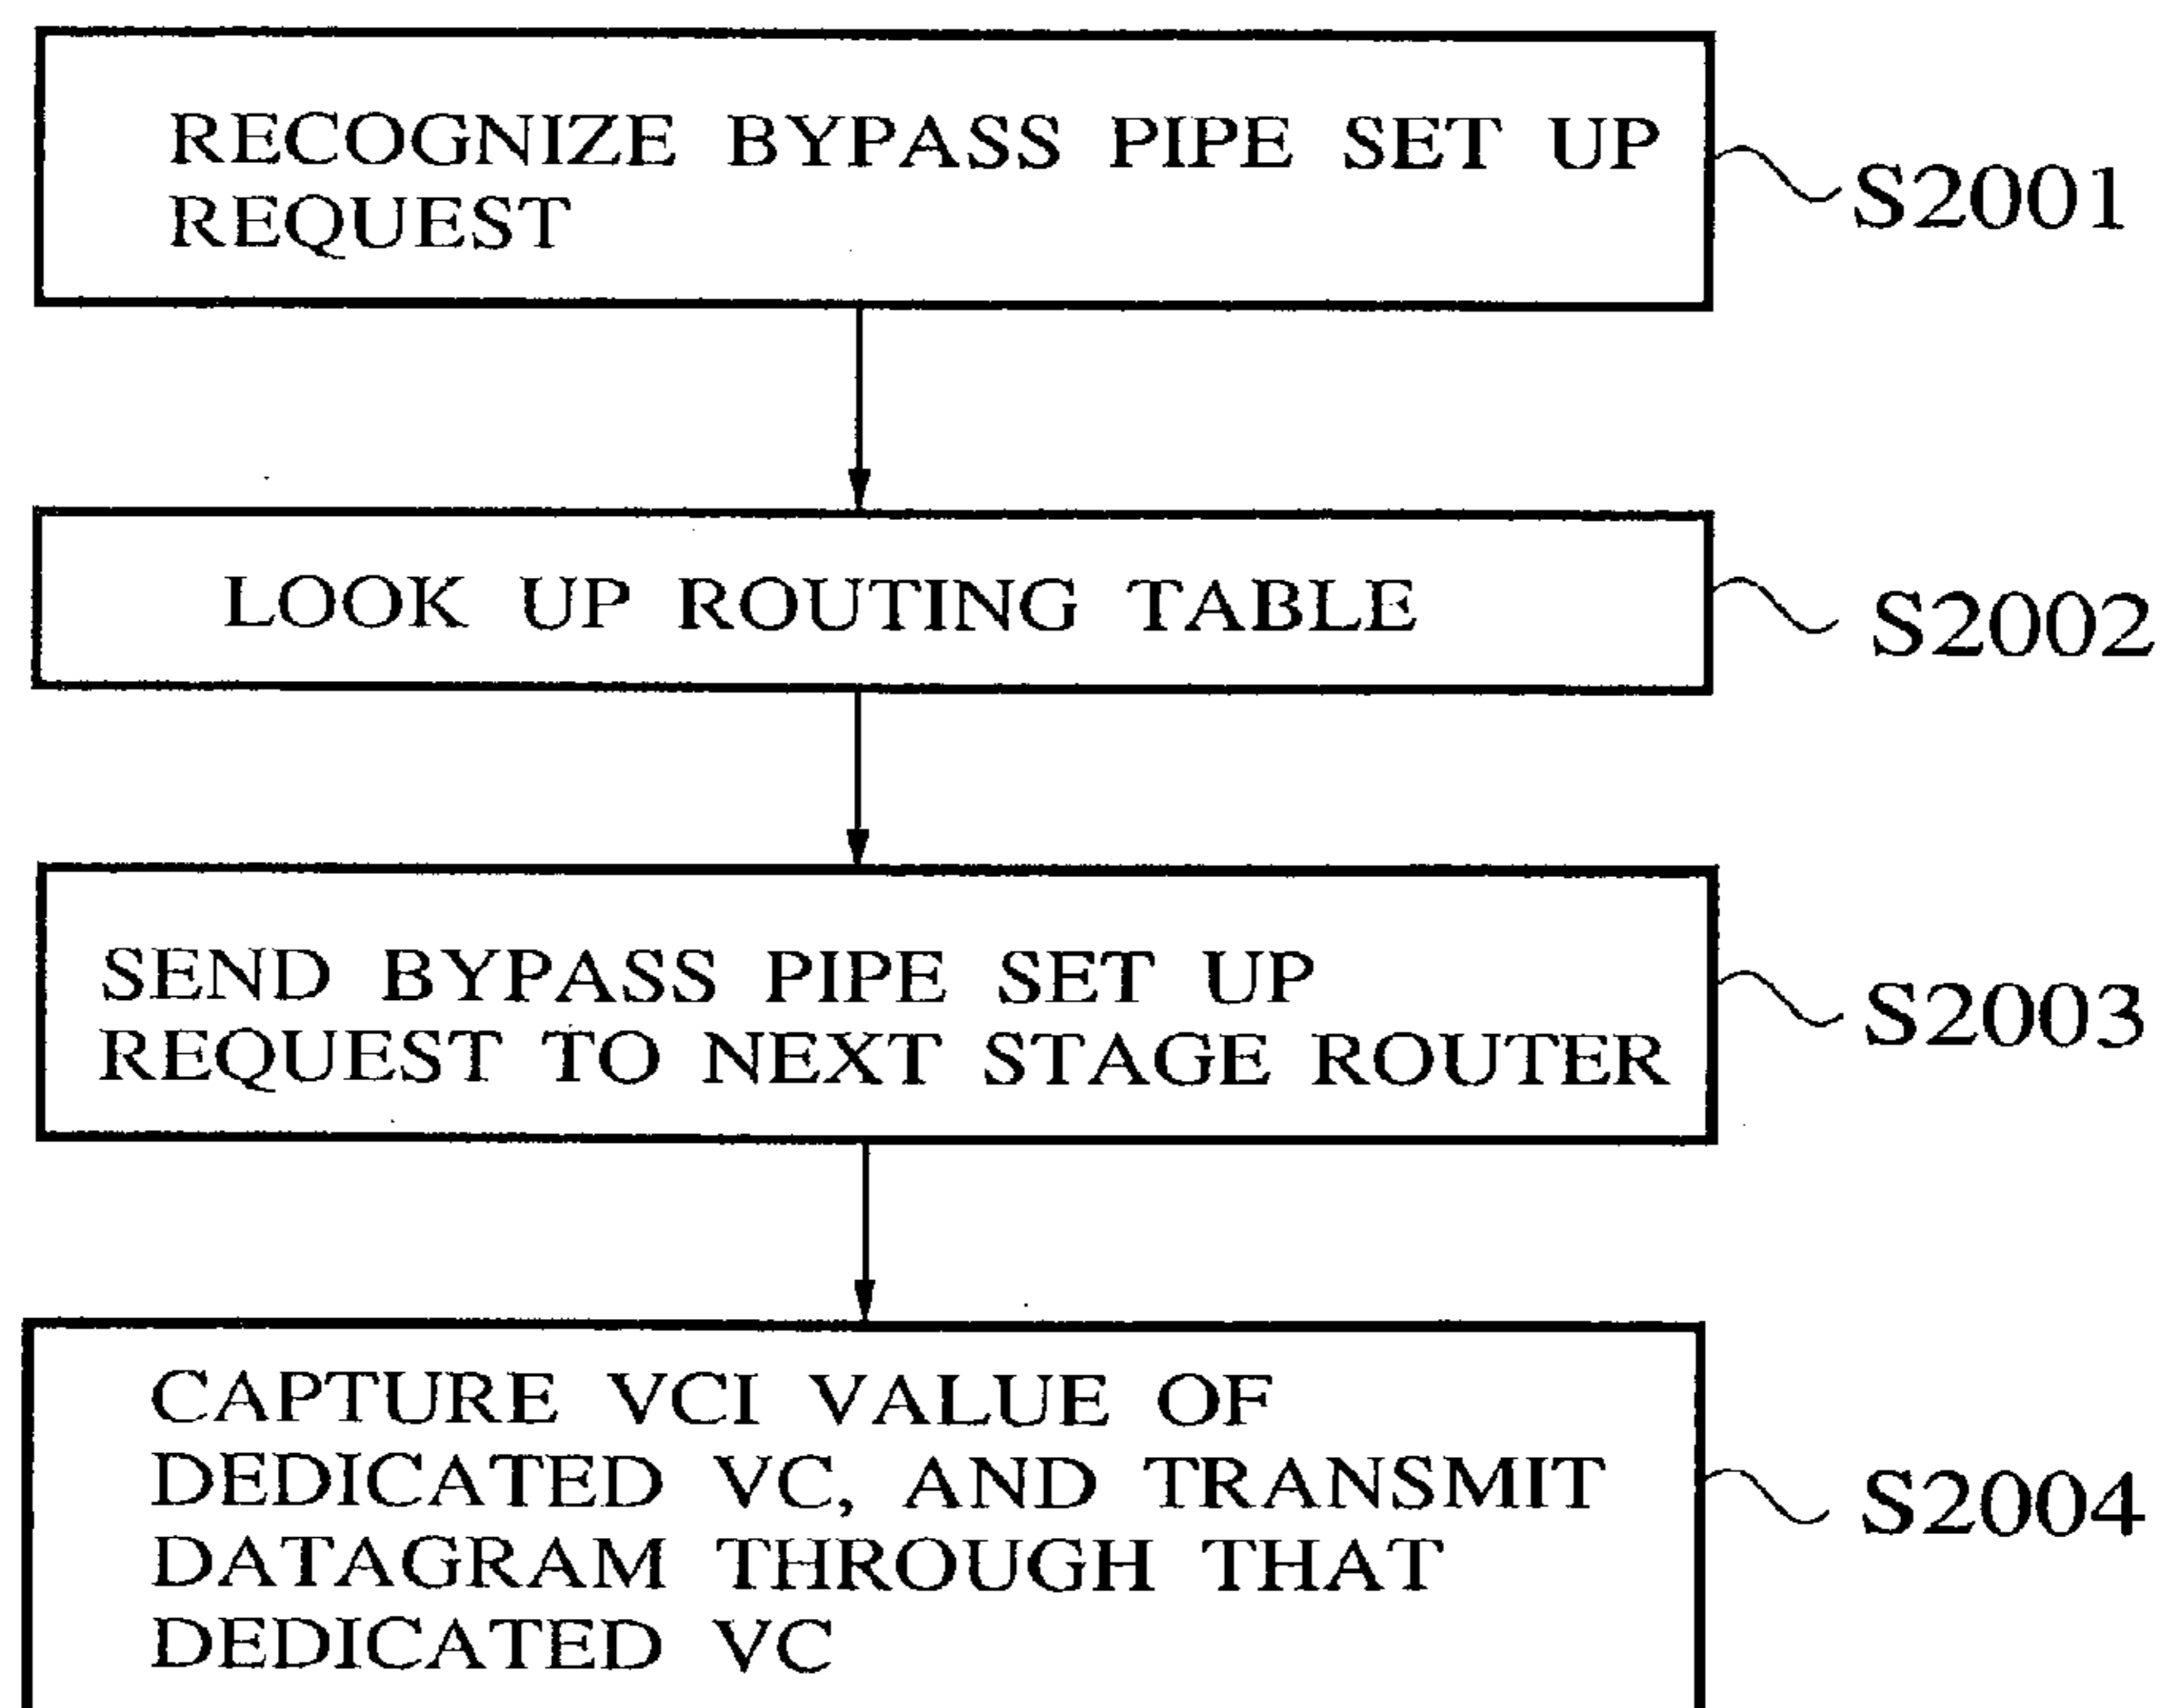 RECOGNIZE BYPASS PIPE SET UP
REQUEST
S2001
LOOK UP ROUTING TABLE
S2002
SEND BYPASS PIPE SET UP
REQUEST TO NEXT STAGE ROUTER
S2003
CAPTURE VCI VALUE OF
DEDICATED VC, AND TRANSMIT
DATAGRAM THROUGH THAT
DEDICATED VC
S2004